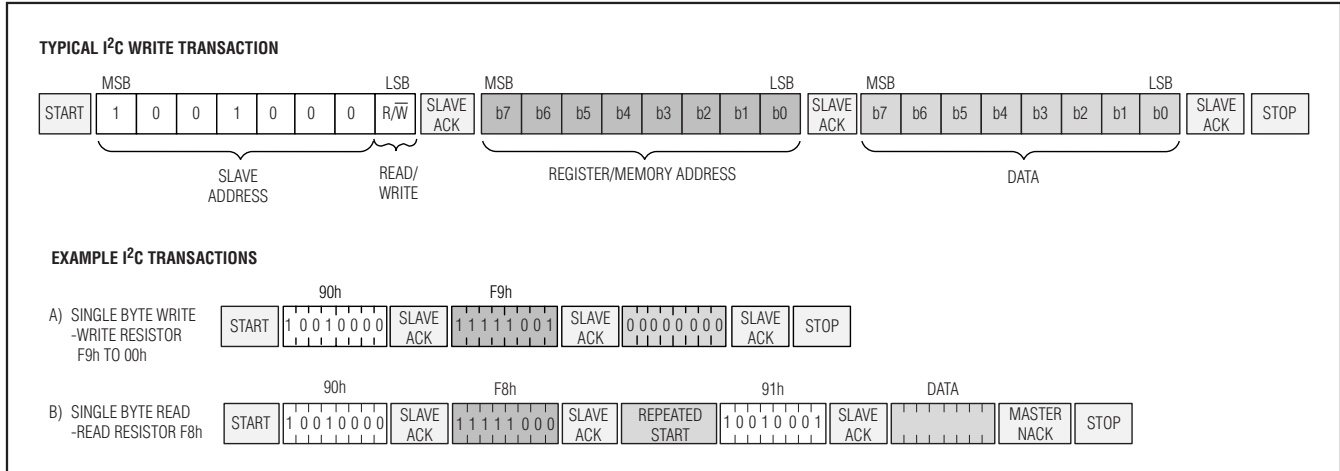 TYPICAL I²C WRITE TRANSACTION
MSB LSB MSB LSB MSB LSB
START 1 0 0 1 0 0 0 R/W̅ SLAVE ACK b7 b6 b5 b4 b3 b2 b1 b0 SLAVE ACK b7 b6 b5 b4 b3 b2 b1 b0 SLAVE ACK STOP
SLAVE ADDRESS READ/WRITE REGISTER/MEMORY ADDRESS DATA
EXAMPLE I²C TRANSACTIONS
90h F9h
A) SINGLE BYTE WRITE
-WRITE RESISTOR
F9h TO 00h
START 1 0 0 1 0 0 0 0 SLAVE ACK 1 1 1 1 1 0 0 1 SLAVE ACK 0 0 0 0 0 0 0 0 SLAVE ACK STOP
90h F8h 91h DATA
B) SINGLE BYTE READ
-READ RESISTOR F8h
START 1 0 0 1 0 0 0 0 SLAVE ACK 1 1 1 1 1 0 0 0 SLAVE ACK REPEATED START 1 0 0 1 0 0 0 1 SLAVE ACK MASTER NACK STOP